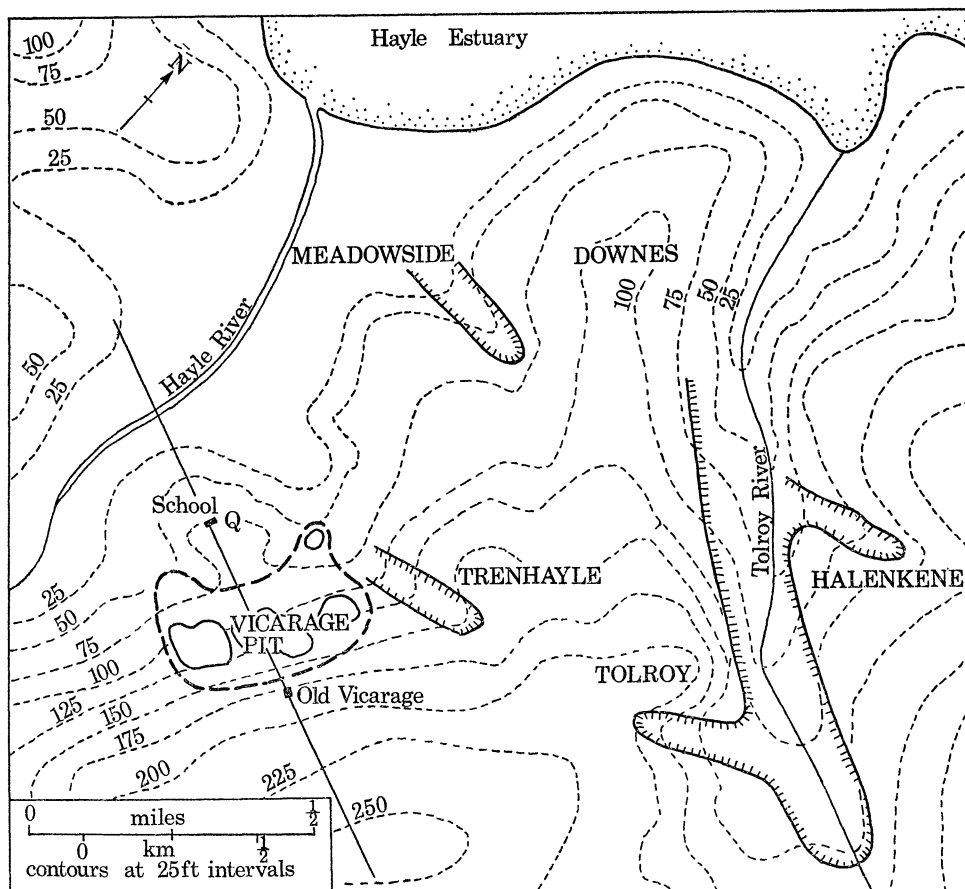 Hayle Estuary
100
75
50
25
N
MEADOWSIDE
DOWNES
100
75
50
25
Hayle River
50
25
School
Q
Tolroy River
TRENHAYLE
HALENKENE
25
50
75
100
125
150
175
200
225
250
VICARAGE
PIT
TOLROY
Old Vicarage
0 miles ½
0 km ½
contours at 25ft intervals